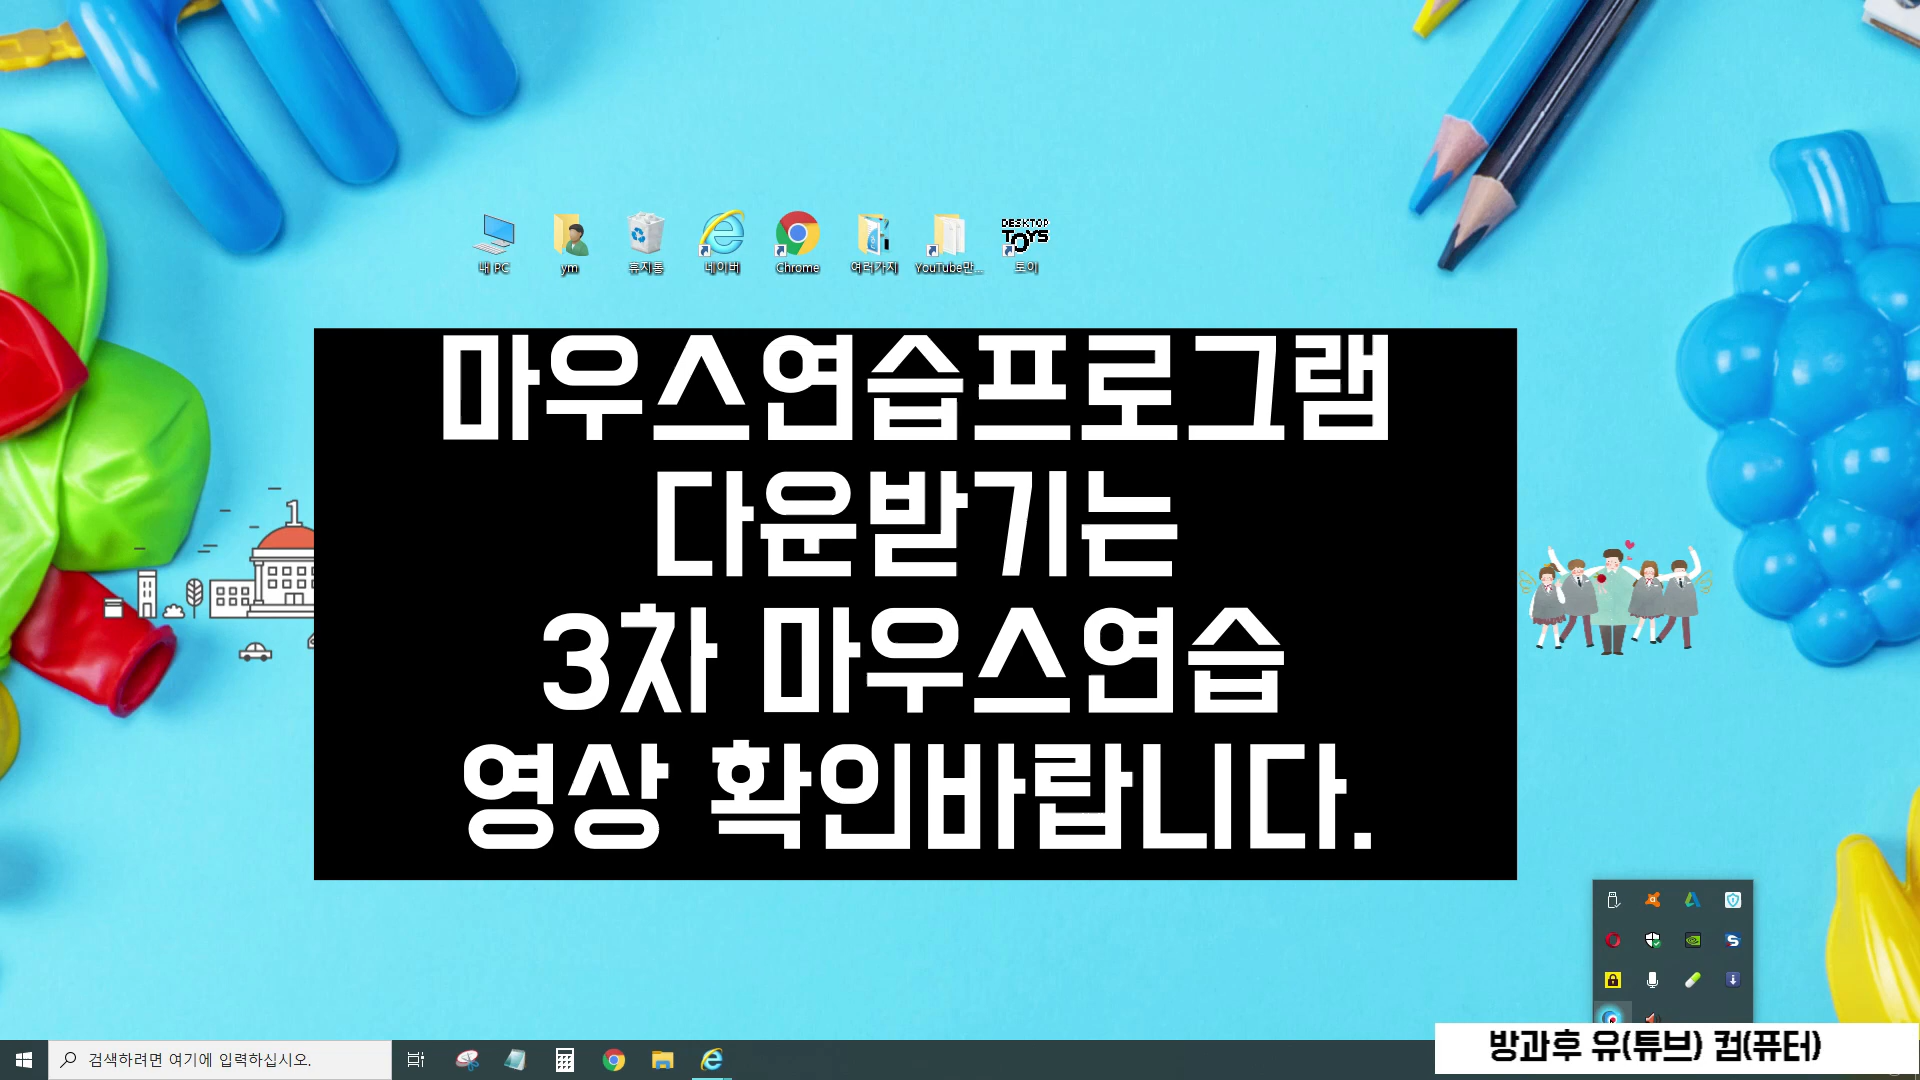 DESKTOP
TOYS
내 PC
ym
휴지통
네이버
Chrome
여러가지
YouTube만...
토이
마우스연습프로그램
다운받기는
3차 마우스연습
영상 확인바랍니다.
1
검색하려면 여기에 입력하십시오.
방과후 유(튜브) 컴(퓨터)